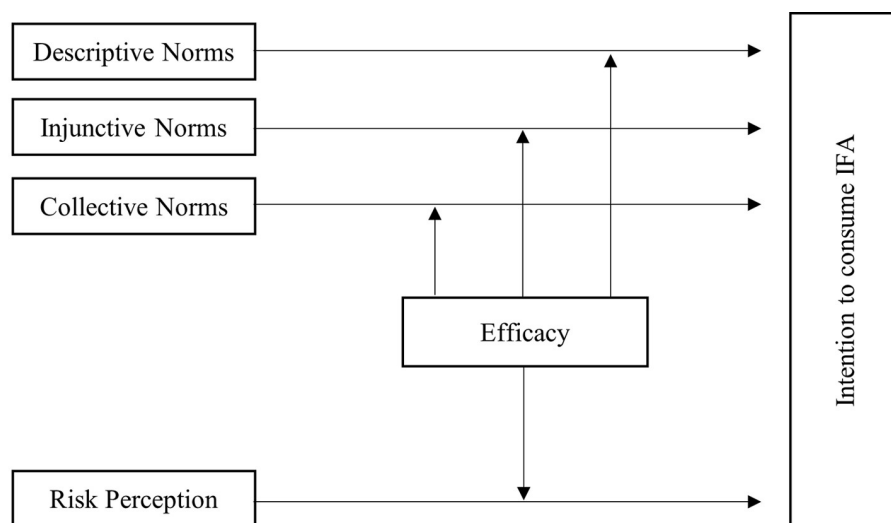 Descriptive Norms
Injunctive Norms
Collective Norms
Efficacy
Risk Perception
Intention to consume IFA